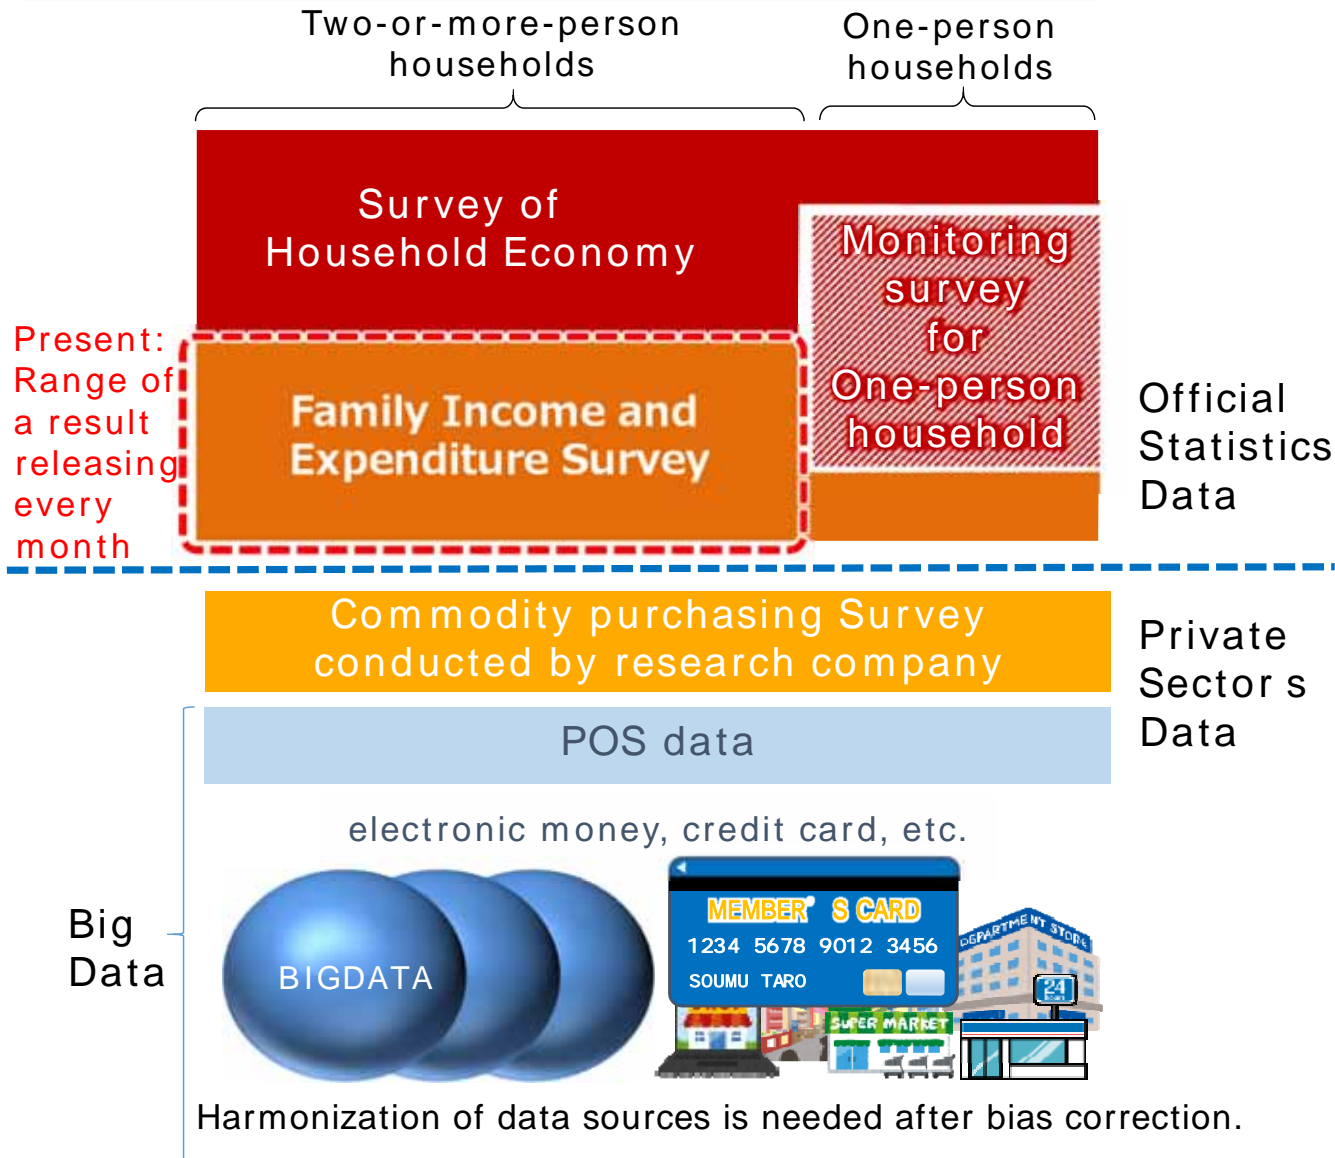 Two-or-more-person
households
One-person
households
Survey of
Household Economy
Monitoring
survey
for
One-person
household
Present:
Range of
a result
releasing
every
month
Family Income and
Expenditure Survey
Official
Statistics
Data
Commodity purchasing Survey
conducted by research company
Private
Sector s
Data
POS data
electronic money, credit card, etc.
Big
Data
BIGDATA
MEMBER' S CARD
1234 5678 9012 3456
SOUMU TARO
DEPARTMENT STORE
24
SUPER MARKET
Harmonization of data sources is needed after bias correction.